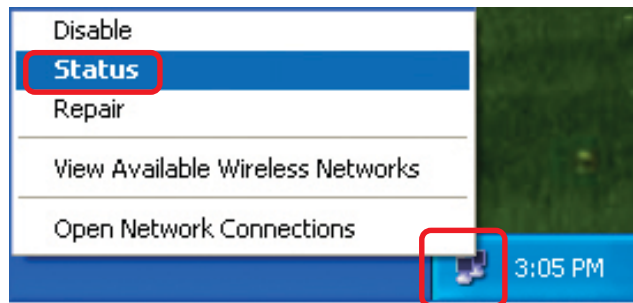 Disable
Status
Repair
View Available Wireless Networks
Open Network Connections
3:05 PM